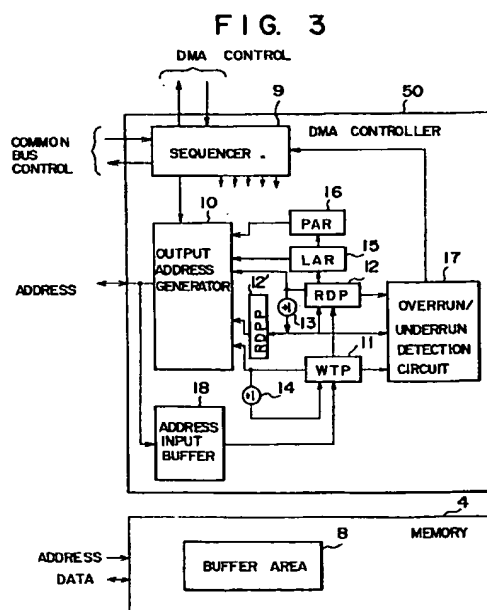 FIG. 3
DMA CONTROL
9
50
DMA CONTROLLER
COMMON
BUS
CONTROL
SEQUENCER.
10
16
PAR
15
17
LAR
12
OUTPUT
ADDRESS
GENERATOR
ADDRESS
12'
RDP
+1
13
RDPP
OVERRUN/
UNDERRUN
DETECTION
CIRCUIT
11
WTP
+1
14
18
ADDRESS
INPUT
BUFFER
4
MEMORY
8
ADDRESS
DATA
BUFFER AREA